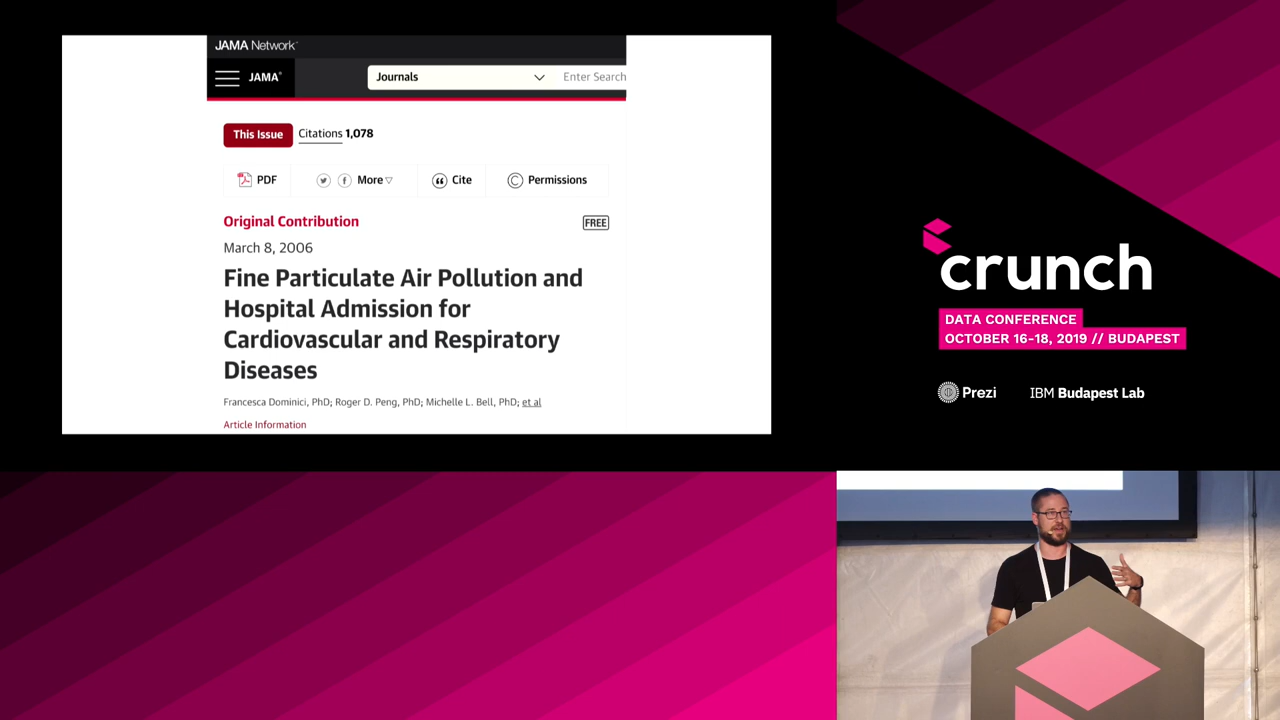 JAMA Network™
JAMA®
Journals
Enter Search
This Issue
Citations 1,078
PDF
More
Cite
Permissions
Original Contribution
FREE
March 8, 2006
Fine Particulate Air Pollution and
Hospital Admission for
Cardiovascular and Respiratory
Diseases
Francesca Dominici, PhD; Roger D. Peng, PhD; Michelle L. Bell, PhD; et al
Article Information
crunch
DATA CONFERENCE
OCTOBER 16-18, 2019 // BUDAPEST
Prezi
IBM Budapest Lab